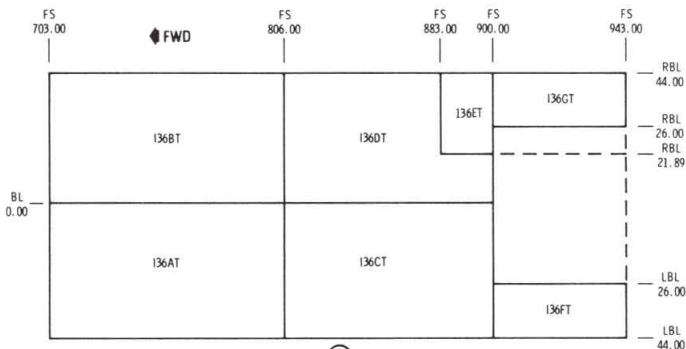 FS FS FS FS FS
703.00 806.00 883.00 900.00 943.00
FWD
RBL
44.00
136GT
136ET
RBL
26.00
136BT 136DT
RBL
21.89
BL
0.00
136AT 136CT
LBL
26.00
136FT
LBL
44.00